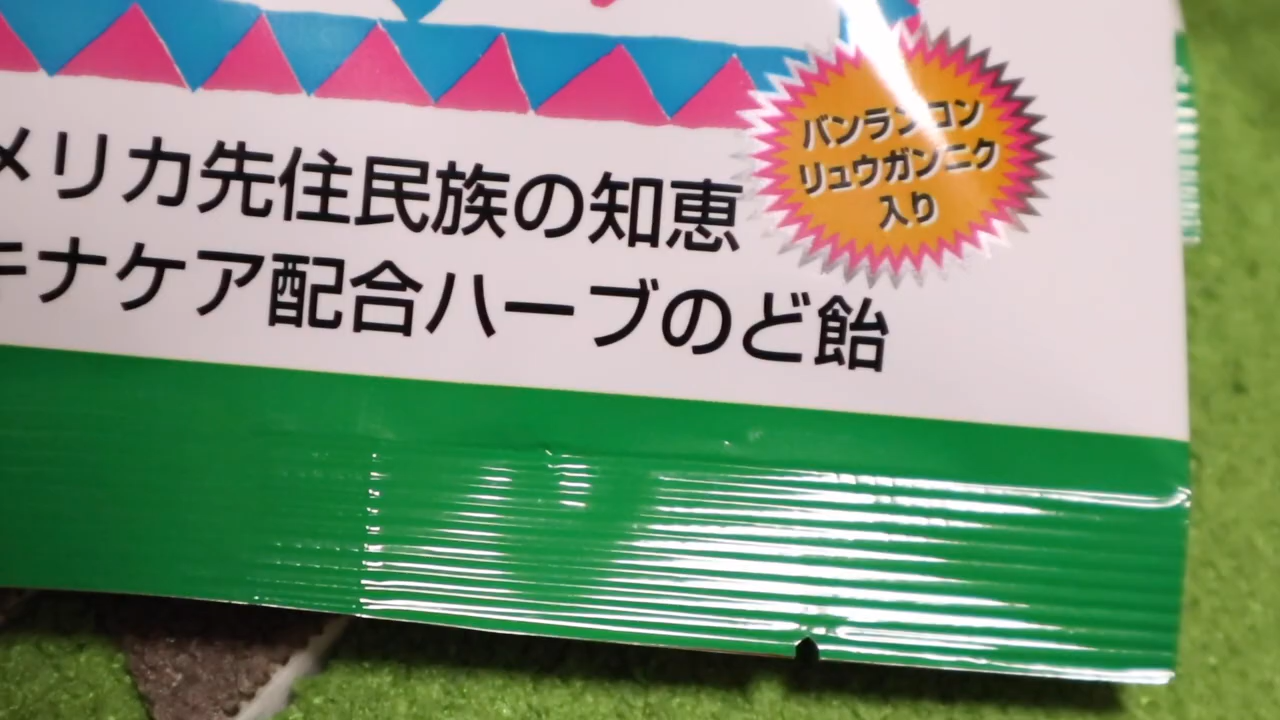 メリカ先住民族の知恵
キナケア配合ハーブのど飴
バンランコン
リュウガンニク
入り